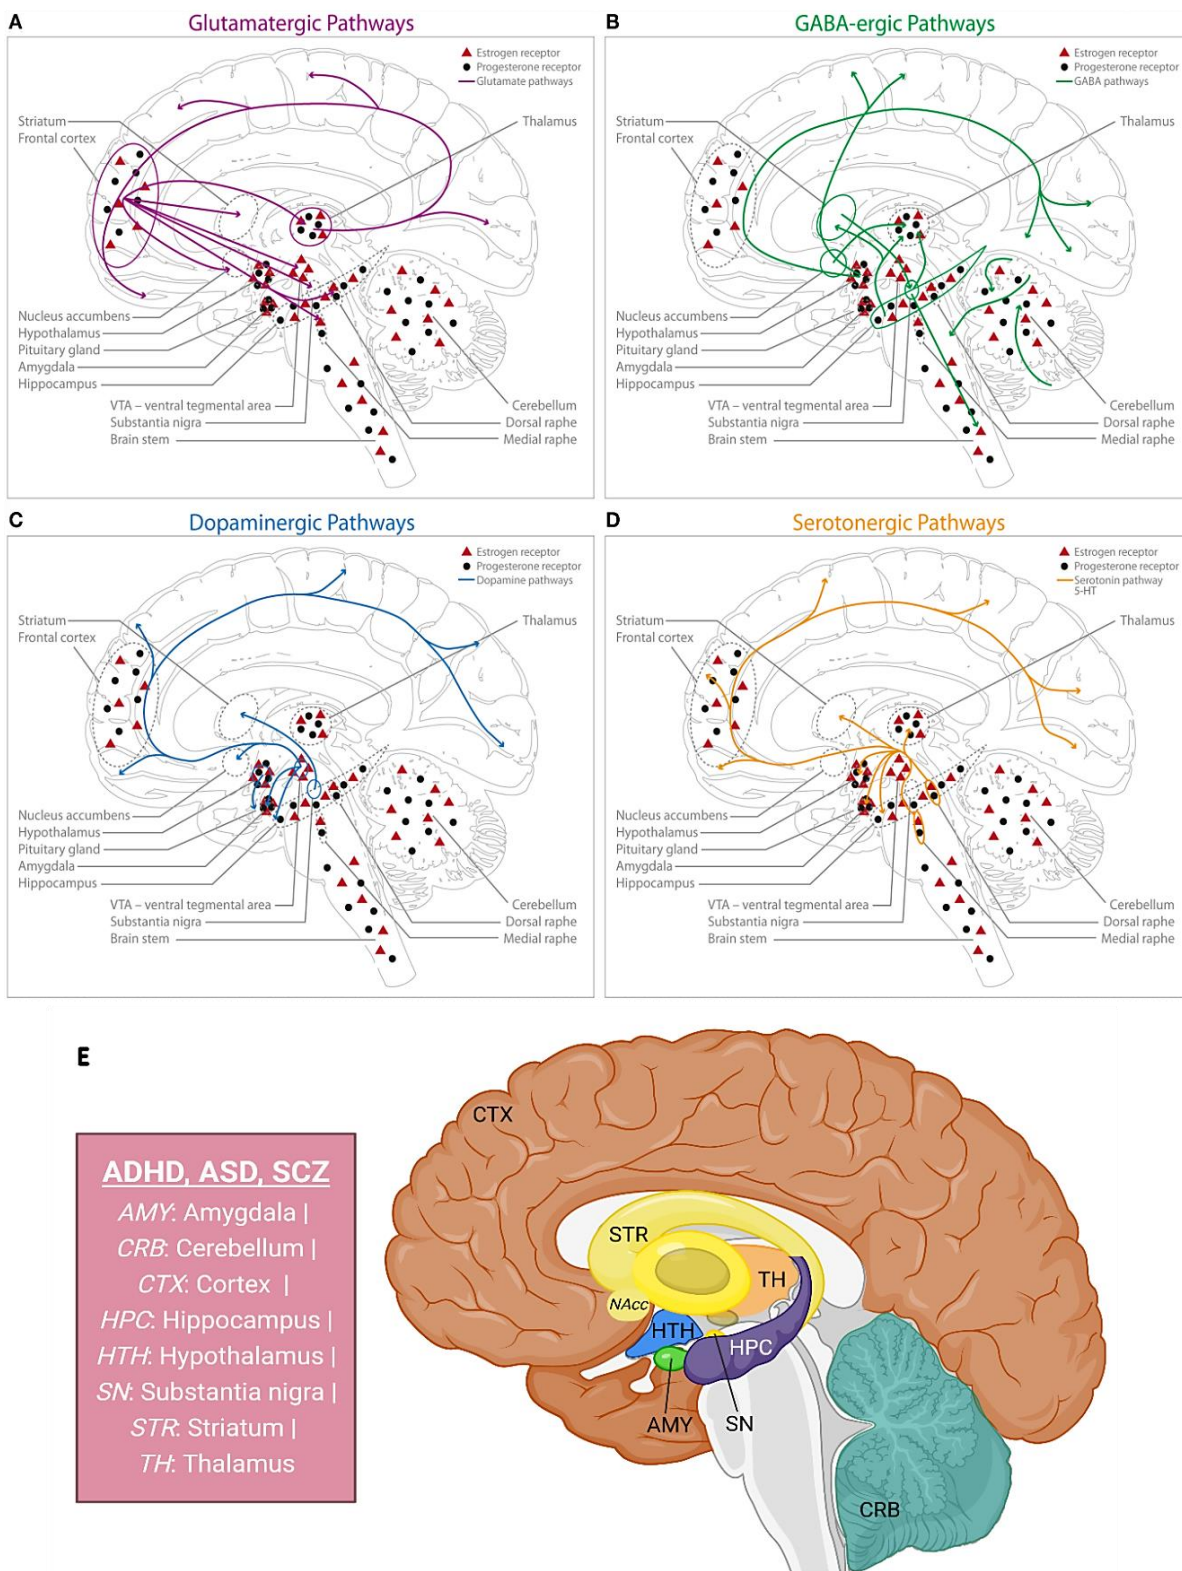 A
Glutamatergic Pathways
Estrogen receptor
Progesterone receptor
Glutamate pathways
Striatum
Frontal cortex
Thalamus
Nucleus accumbens
Hypothalamus
Pituitary gland
Amygdala
Hippocampus
VTA – ventral tegmental area
Substantia nigra
Brain stem
Cerebellum
Dorsal raphe
Medial raphe
B
GABA-ergic Pathways
Estrogen receptor
Progesterone receptor
GABA pathways
Striatum
Frontal cortex
Thalamus
Nucleus accumbens
Hypothalamus
Pituitary gland
Amygdala
Hippocampus
VTA – ventral tegmental area
Substantia nigra
Brain stem
Cerebellum
Dorsal raphe
Medial raphe
C
Dopaminergic Pathways
Estrogen receptor
Progesterone receptor
Dopamine pathways
Striatum
Frontal cortex
Thalamus
Nucleus accumbens
Hypothalamus
Pituitary gland
Amygdala
Hippocampus
VTA – ventral tegmental area
Substantia nigra
Brain stem
Cerebellum
Dorsal raphe
Medial raphe
D
Serotonergic Pathways
Estrogen receptor
Progesterone receptor
Serotonin pathway
5-HT
Striatum
Frontal cortex
Thalamus
Nucleus accumbens
Hypothalamus
Pituitary gland
Amygdala
Hippocampus
VTA – ventral tegmental area
Substantia nigra
Brain stem
Cerebellum
Dorsal raphe
Medial raphe
E
ADHD, ASD, SCZ
AMY: Amygdala |
CRB: Cerebellum |
CTX: Cortex |
HPC: Hippocampus |
HTH: Hypothalamus |
SN: Substantia nigra |
STR: Striatum |
TH: Thalamus
CTX
STR
TH
NAcc
HTH
HPC
AMY
SN
CRB